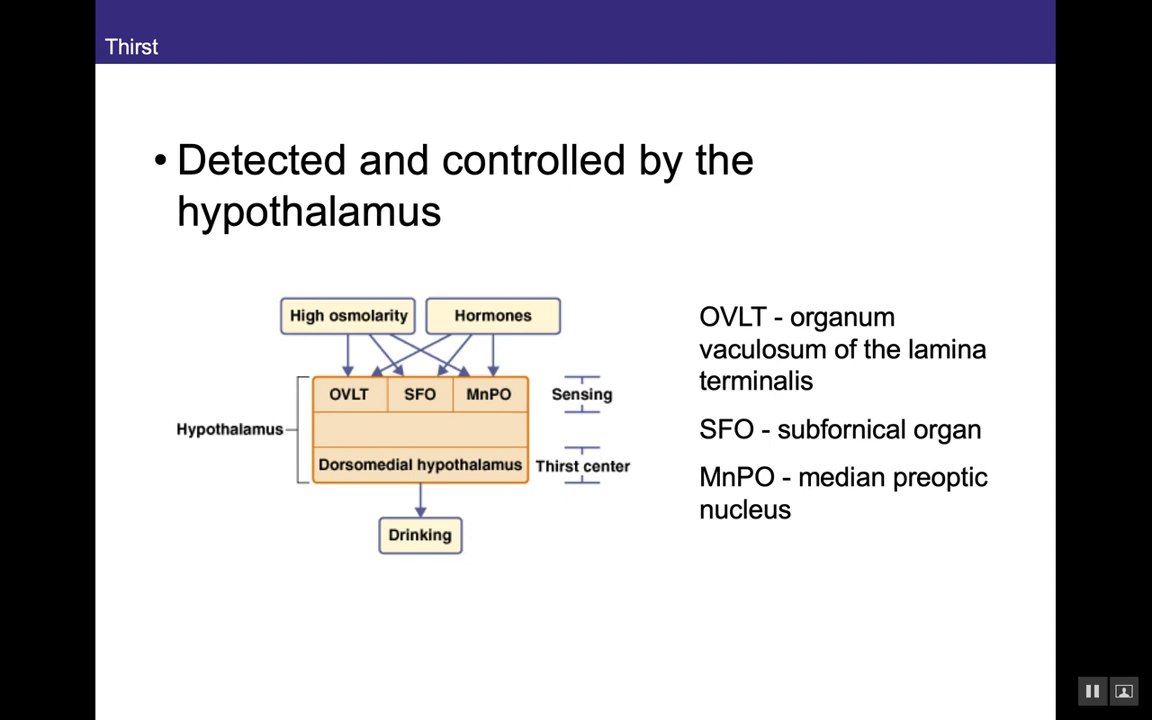 Thirst
• Detected and controlled by the
hypothalamus
High osmolarity
Hormones
OVLT
SFO
MnPO
Sensing
Hypothalamus
Dorsomedial hypothalamus
Thirst center
Drinking
OVLT - organum
vaculosum of the lamina
terminalis
SFO - subfornical organ
MnPO - median preoptic
nucleus